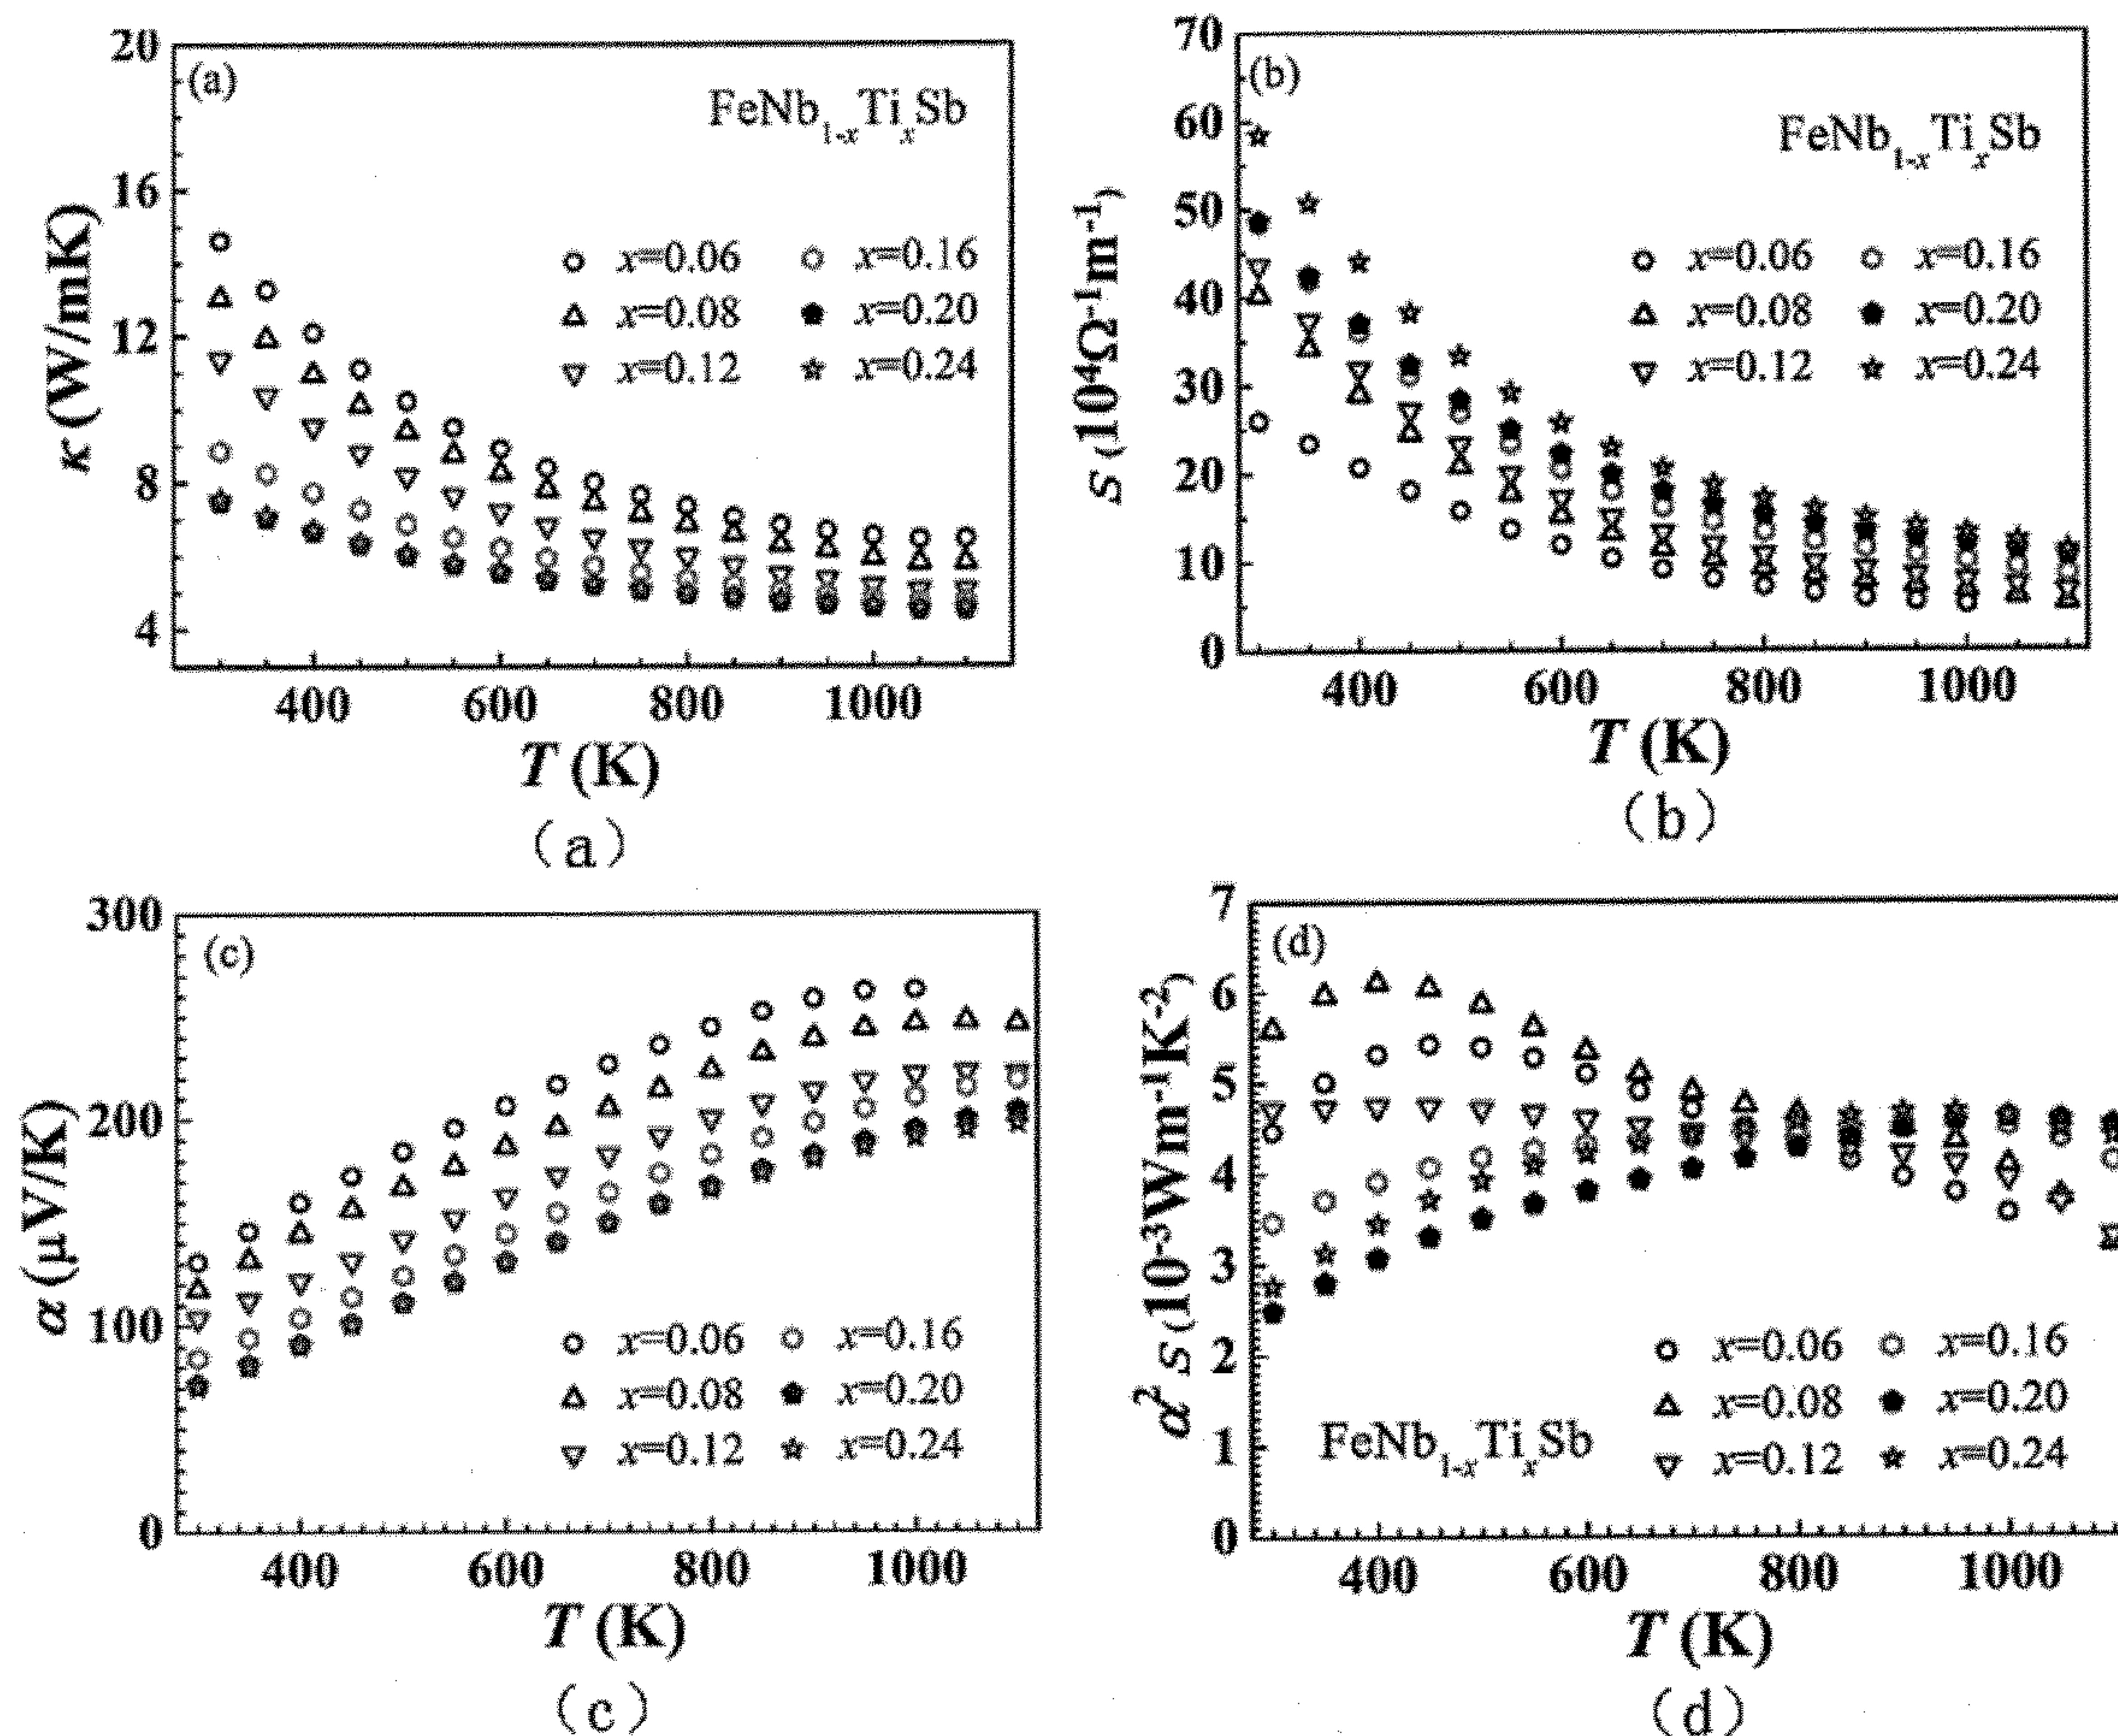 (a)
FeNb1-xTixSb
κ (W/mK)
20
16
12
8
4
x=0.06 x=0.16
x=0.08 x=0.20
x=0.12 x=0.24
400 600 800 1000
T (K)
(a)
(b)
FeNb1-xTixSb
s (10⁴Ω⁻¹m⁻¹)
70
60
50
40
30
20
10
0
x=0.06 x=0.16
x=0.08 x=0.20
x=0.12 x=0.24
400 600 800 1000
T (K)
(b)
(c)
α (μV/K)
300
200
100
0
x=0.06 x=0.16
x=0.08 x=0.20
x=0.12 x=0.24
400 600 800 1000
T (K)
(c)
(d)
α² s (10⁻³Wm⁻¹K⁻²)
7
6
5
4
3
2
1
0
x=0.06 x=0.16
x=0.08 x=0.20
x=0.12 x=0.24
FeNb1-xTixSb
400 600 800 1000
T (K)
(d)